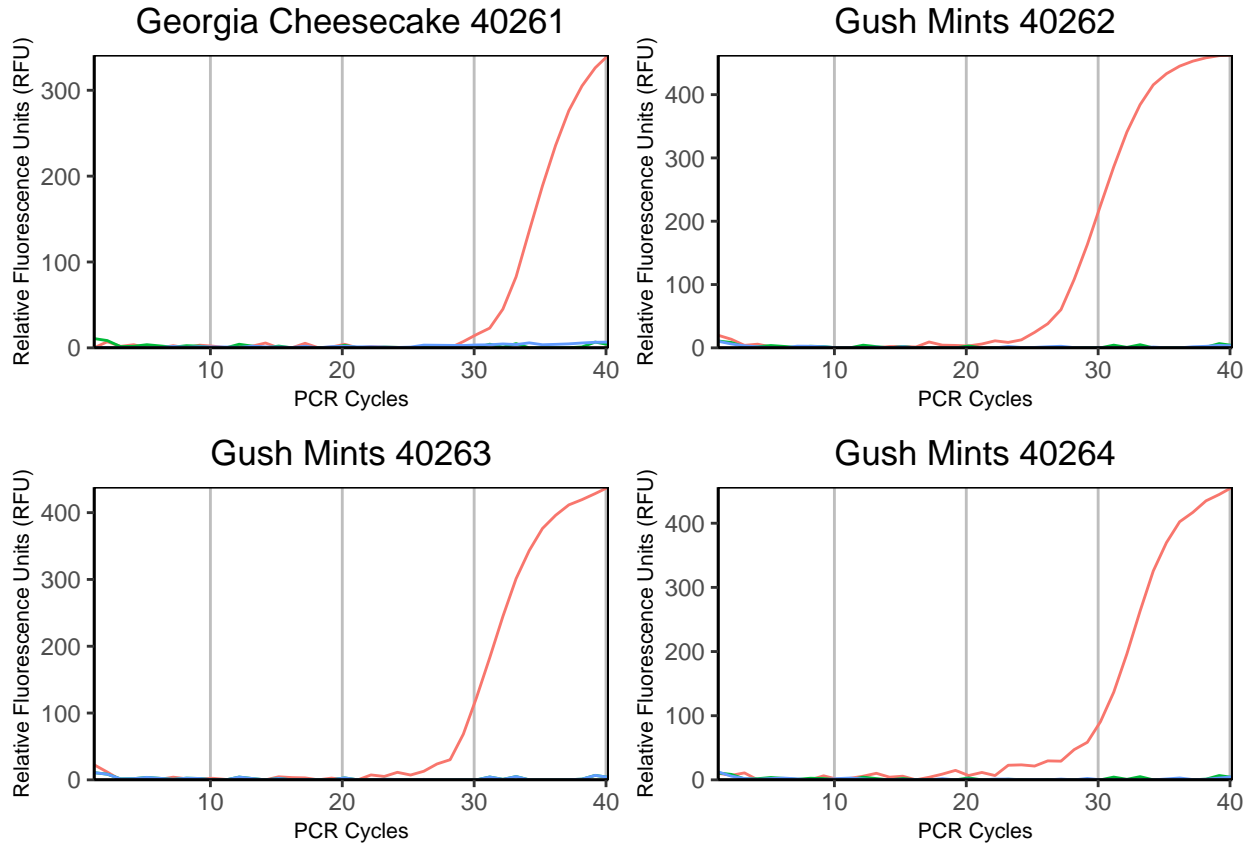 Georgia Cheesecake 40261
Relative Fluorescence Units (RFU)
300
200
100
0
10
20
30
40
PCR Cycles
Gush Mints 40262
Relative Fluorescence Units (RFU)
400
300
200
100
0
10
20
30
40
PCR Cycles
Gush Mints 40263
Relative Fluorescence Units (RFU)
400
300
200
100
0
10
20
30
40
PCR Cycles
Gush Mints 40264
Relative Fluorescence Units (RFU)
400
300
200
100
0
10
20
30
40
PCR Cycles